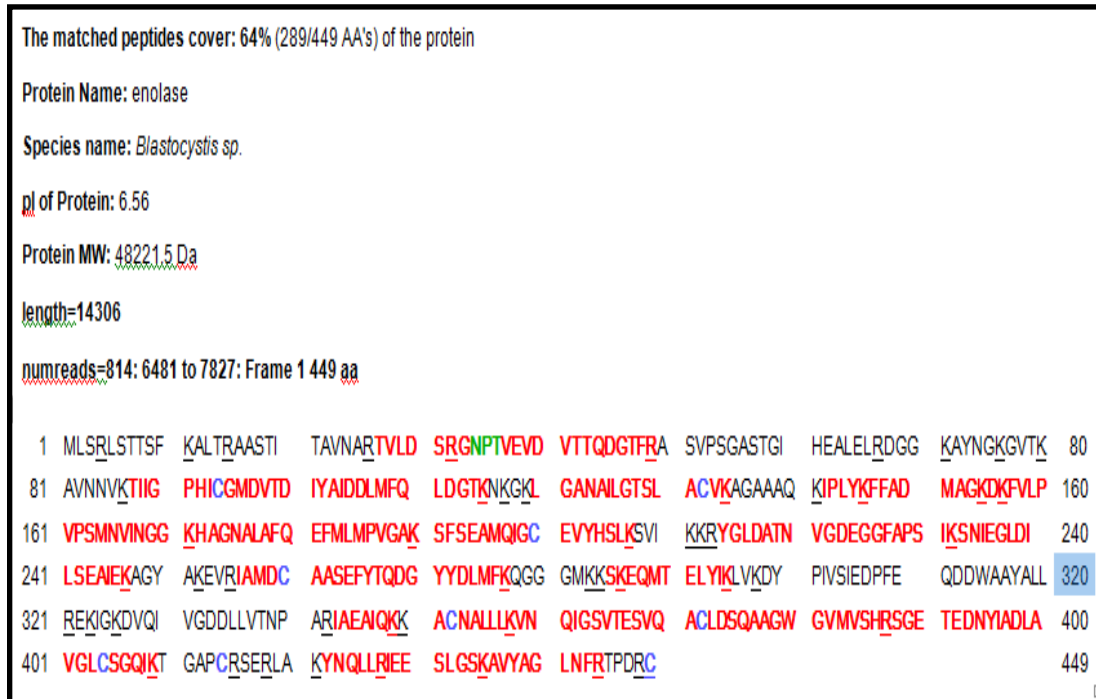 The matched peptides cover: 64% (289/449 AA's) of the protein
Protein Name: enolase
Species name: Blastocystis sp.
pI of Protein: 6.56
Protein MW: 48221.5 Da
length=14306
numreads=814: 6481 to 7827: Frame 1 449 aa
1 MLSRLSTTSF KALTRAASTI TAVNARTVLD SRGNPTVEVD VTTQDGTFRA SVPSGASTGI HEALELRDGG KAYNGKGVTK 80
81 AVNNVKTIIG PHICGMDVTD IYAIDDLMFQ LDGTKNKGKL GANAILGTSL ACVKAGAAAQ KIPLYKFFAD MAGKDKFVLP 160
161 VPSMNVINGG KHAGNALAFQ EFMLMPVGAK SFSEAMQIGC EVYHSLKSVI KKRYGLDATN VGDEGGFAPS IKSNIEGLDI 240
241 LSEAIEKAGY AKEVRIAMDC AASEFYTQDG YYDLMFKQGG GMKKSKEQMT ELYIKLVKDY PIVSIEDPFE QDDWAAYALL 320
321 REKIGKDVQI VGDDLLVTNP ARIAEAIQKK ACNALLLKVN QIGSVTESVQ ACLDSQAAGW GVMVSHRSGE TEDNYIADLA 400
401 VGLCSGQIKT GAPCRSERLA KYNQLLRIEE SLGSKAVYAG LNFRTPDRC 449